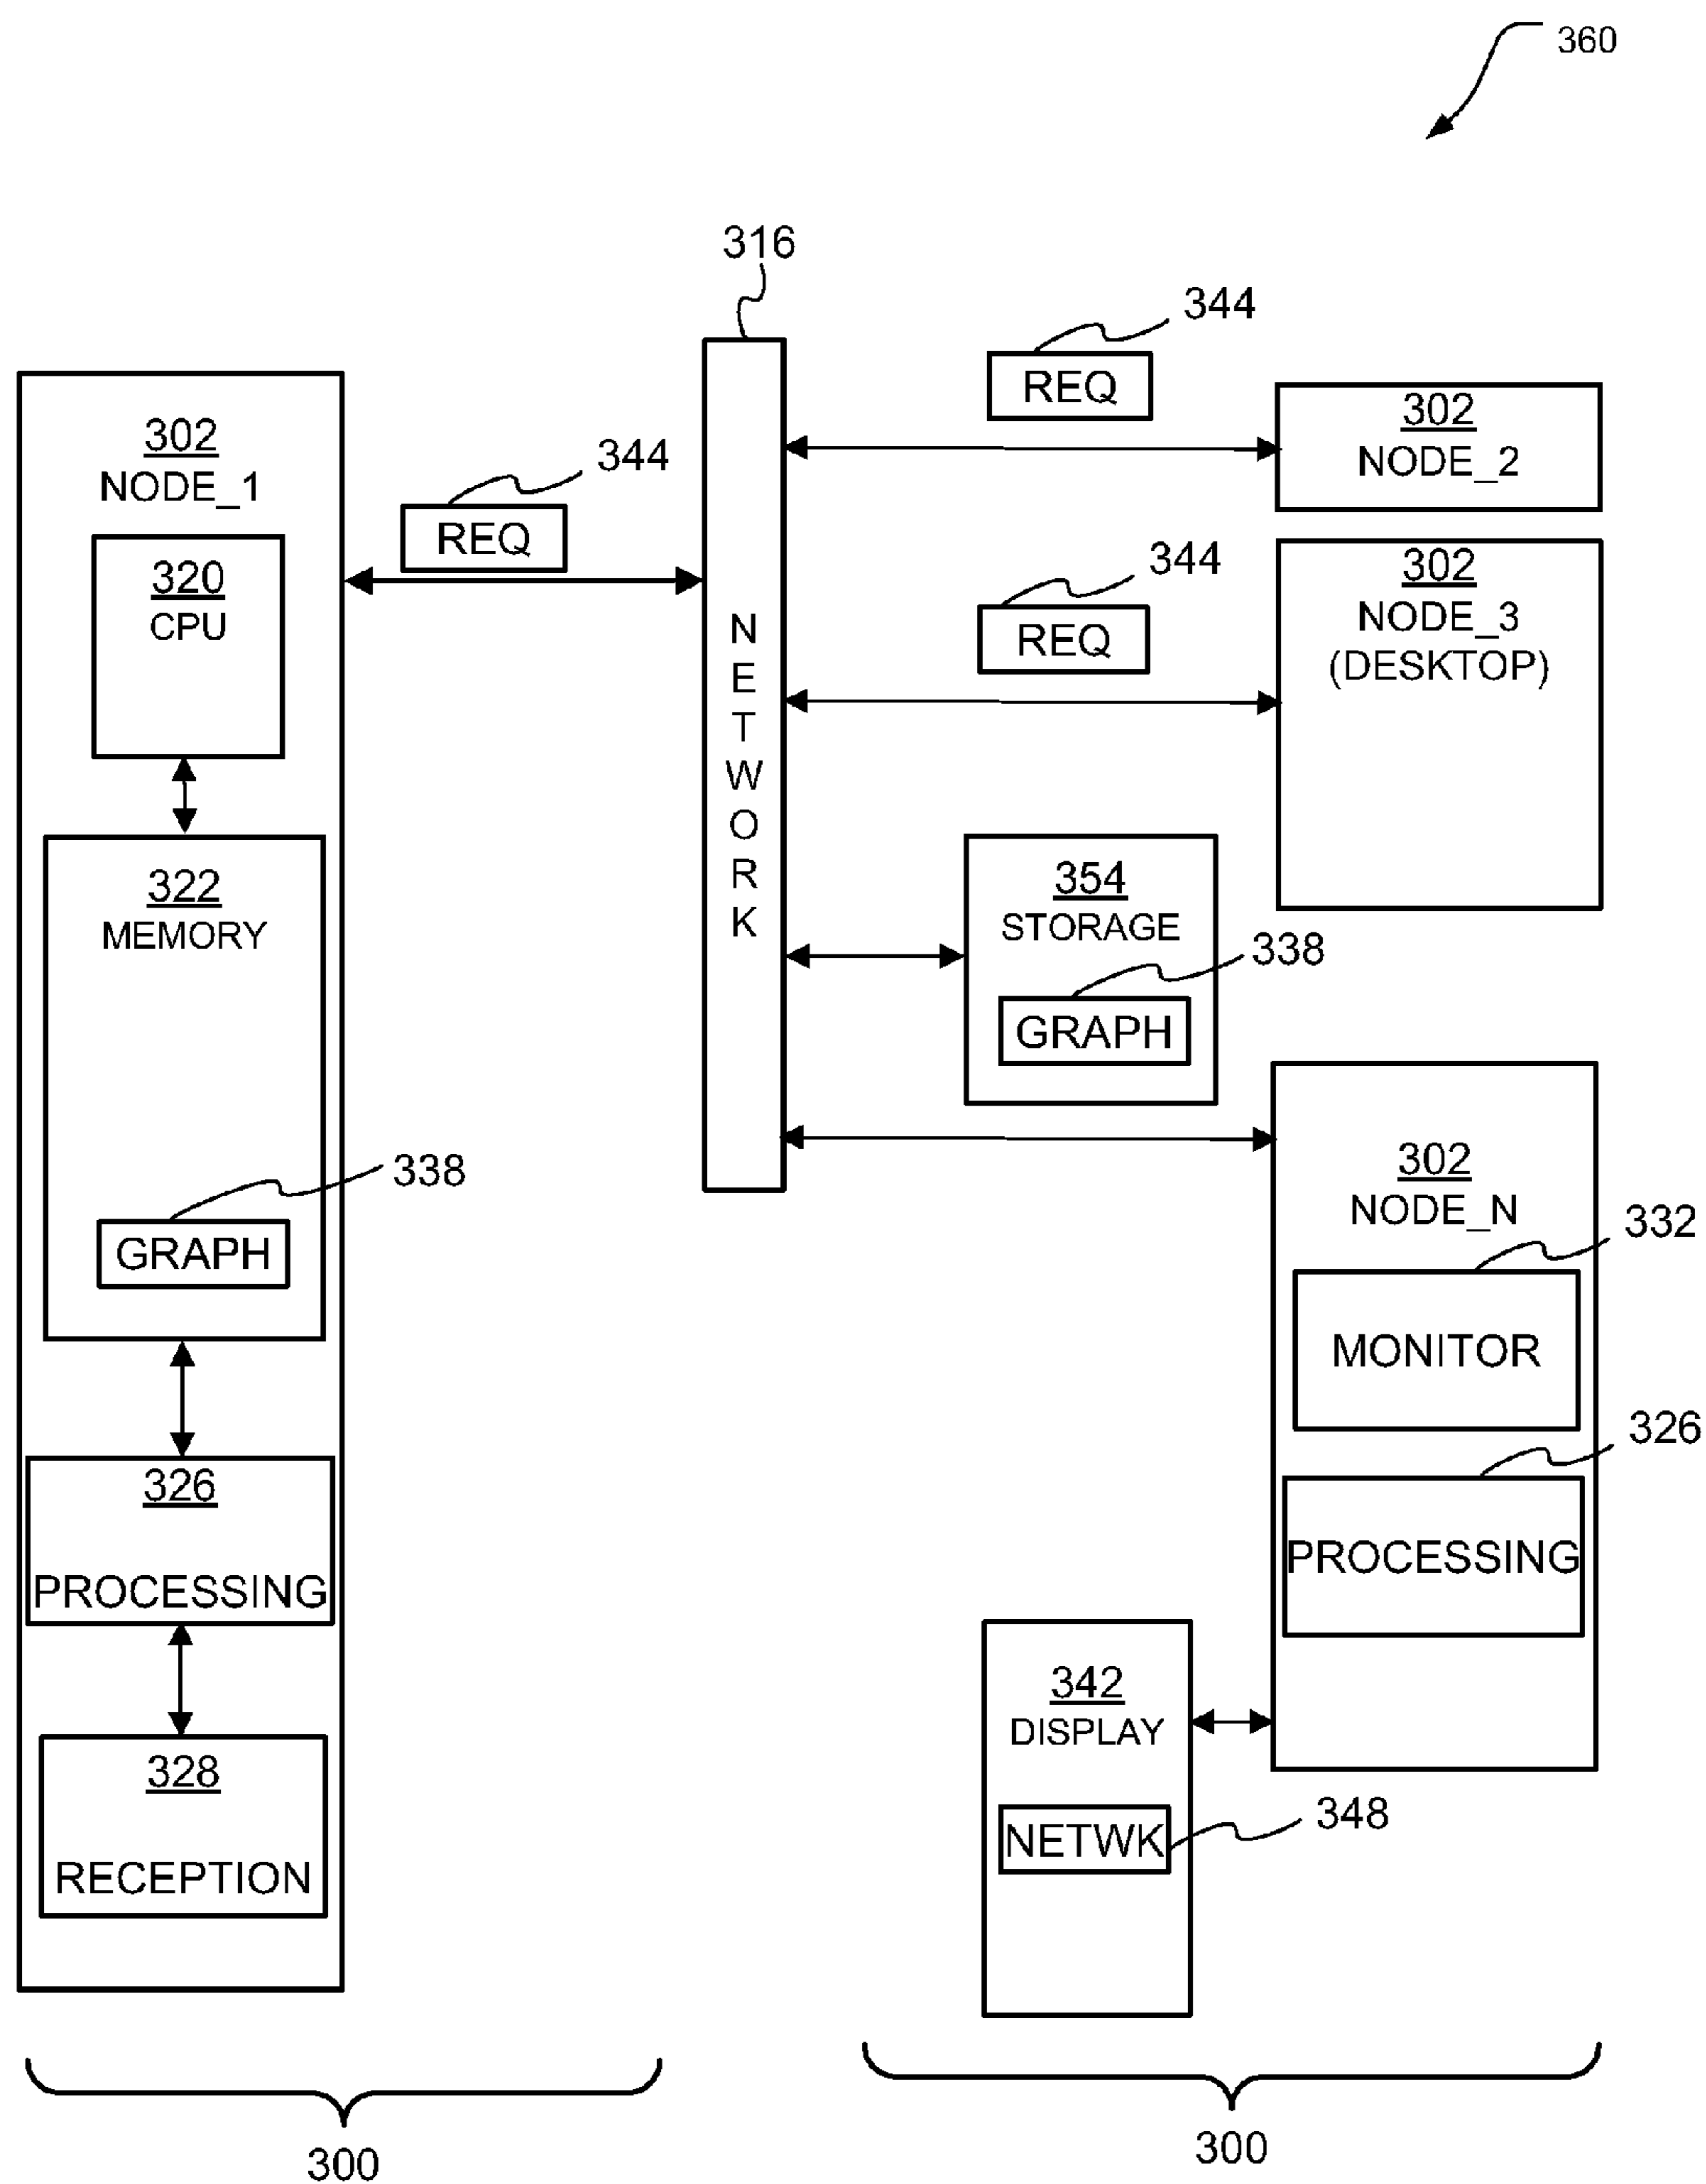 360
316
344
REQ
302
NODE_2
302
NODE_1
344
REQ
344
REQ
302
NODE_3
(DESKTOP)
320
CPU
NETWORK
322
MEMORY
338
GRAPH
354
STORAGE
338
GRAPH
302
NODE_N
332
MONITOR
326
PROCESSING
326
PROCESSING
328
RECEPTION
342
DISPLAY
348
NETWK
300
300